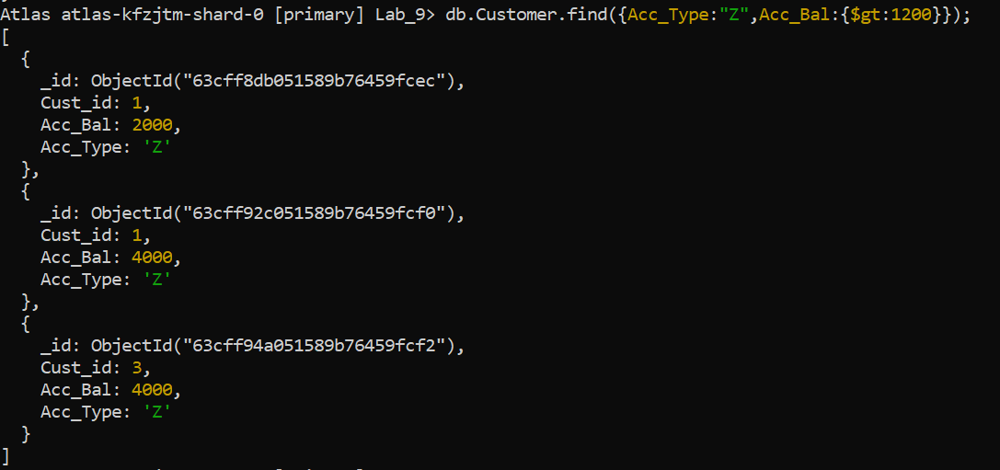 Atlas atlas-kfzjtm-shard-0 [primary] Lab_9> db.Customer.find({Acc_Type:"Z",Acc_Bal:{$gt:1200}});
[
  {
    _id: ObjectId("63cff8db051589b76459fcec"),
    Cust_id: 1,
    Acc_Bal: 2000,
    Acc_Type: 'Z'
  },
  {
    _id: ObjectId("63cff92c051589b76459fcf0"),
    Cust_id: 1,
    Acc_Bal: 4000,
    Acc_Type: 'Z'
  },
  {
    _id: ObjectId("63cff94a051589b76459fcf2"),
    Cust_id: 3,
    Acc_Bal: 4000,
    Acc_Type: 'Z'
  }
]